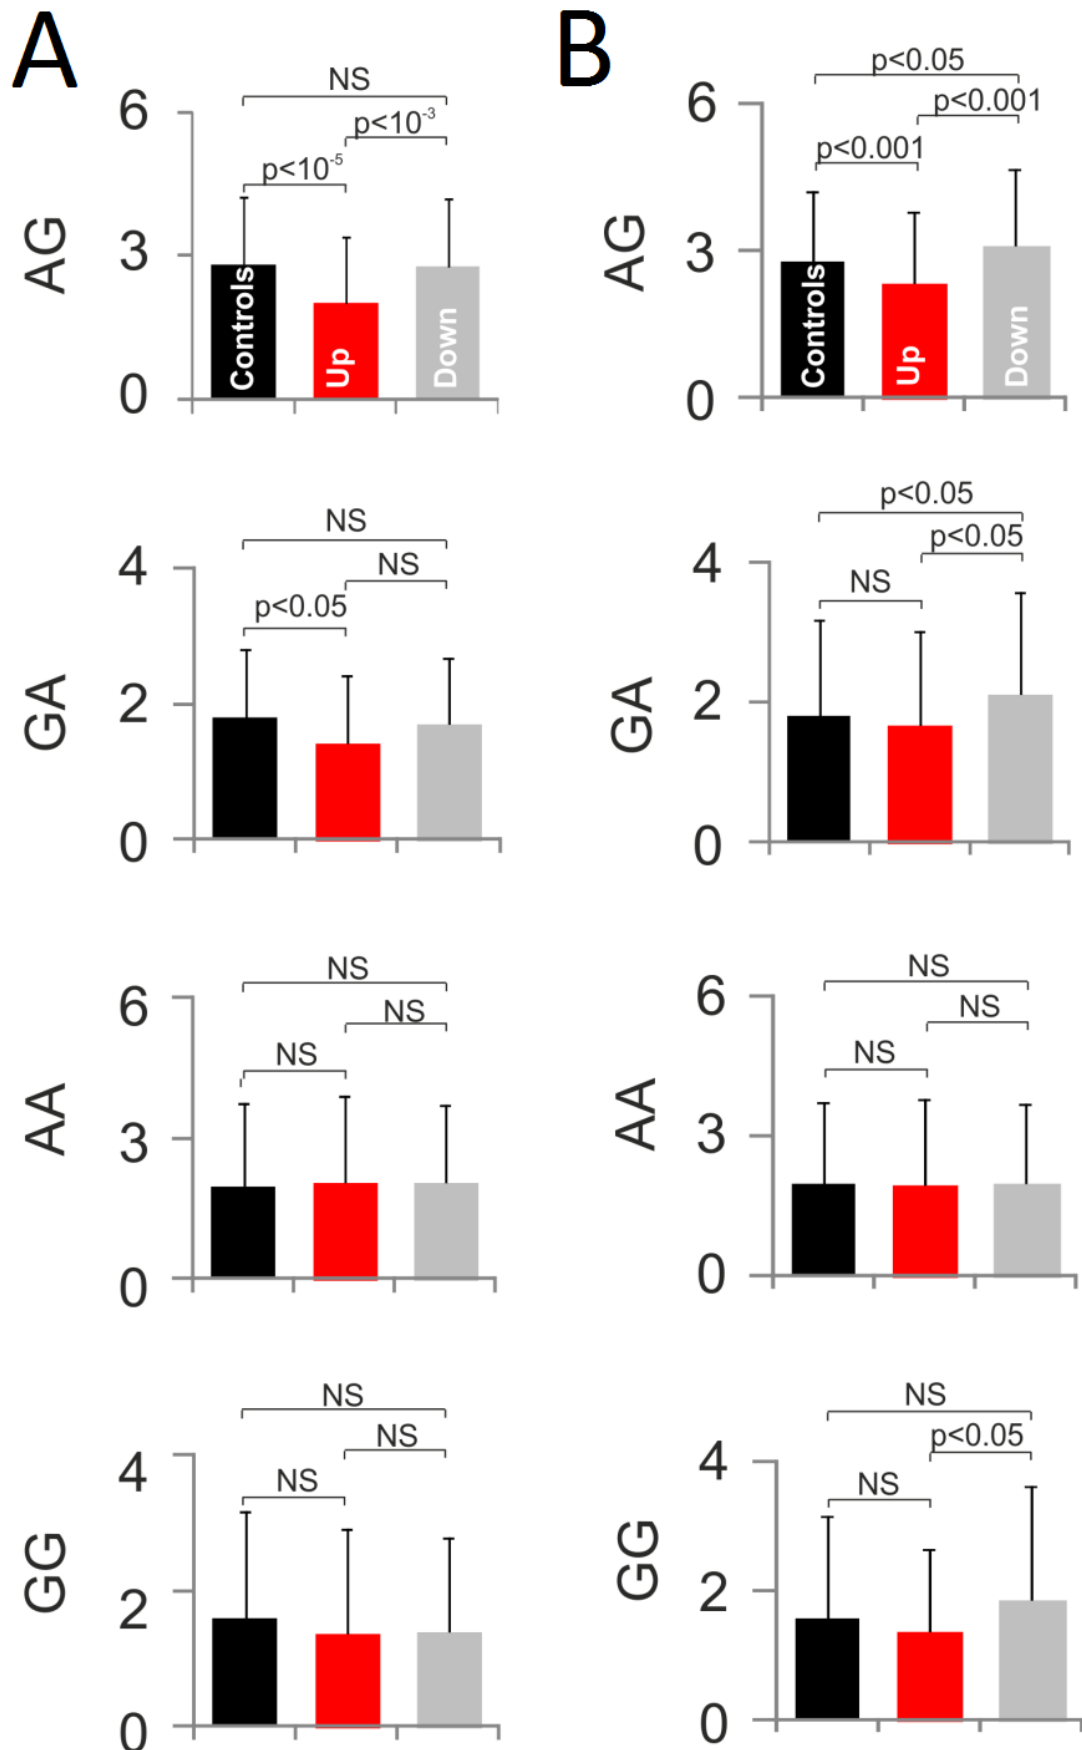 A
NS
p<10⁻³
p<10⁻⁵
6
3
0
AG
Controls
Up
Down
NS
NS
p<0.05
4
2
0
GA
NS
NS
NS
6
3
0
AA
NS
NS
NS
4
2
0
GG
B
p<0.05
p<0.001
p<0.001
6
3
0
AG
Controls
Up
Down
p<0.05
p<0.05
NS
4
2
0
GA
NS
NS
NS
6
3
0
AA
NS
p<0.05
NS
4
2
0
GG